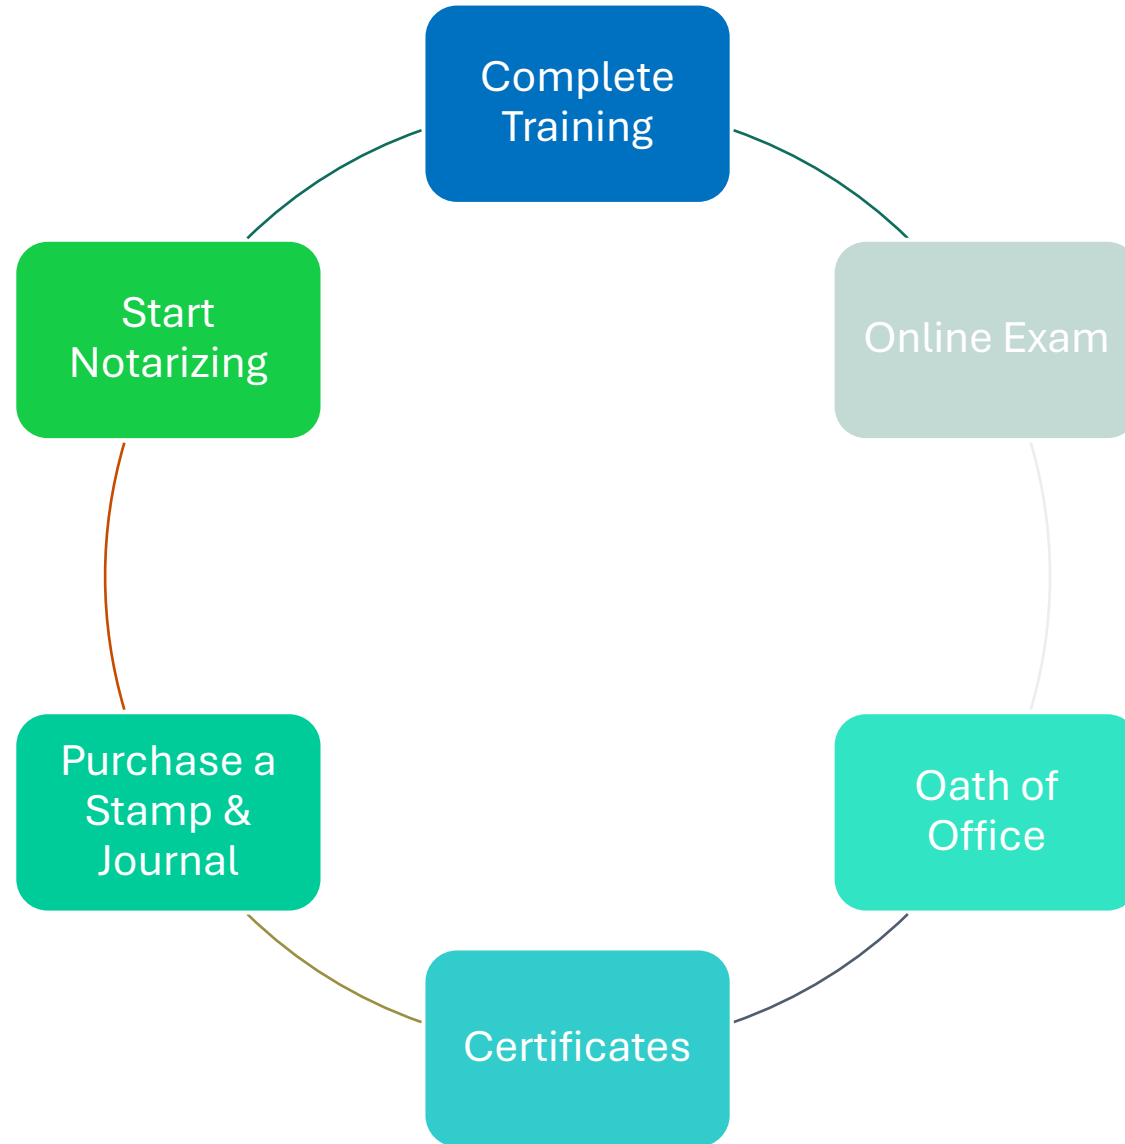 Complete
Training
Online Exam
Oath of
Office
Certificates
Purchase a
Stamp &
Journal
Start
Notarizing